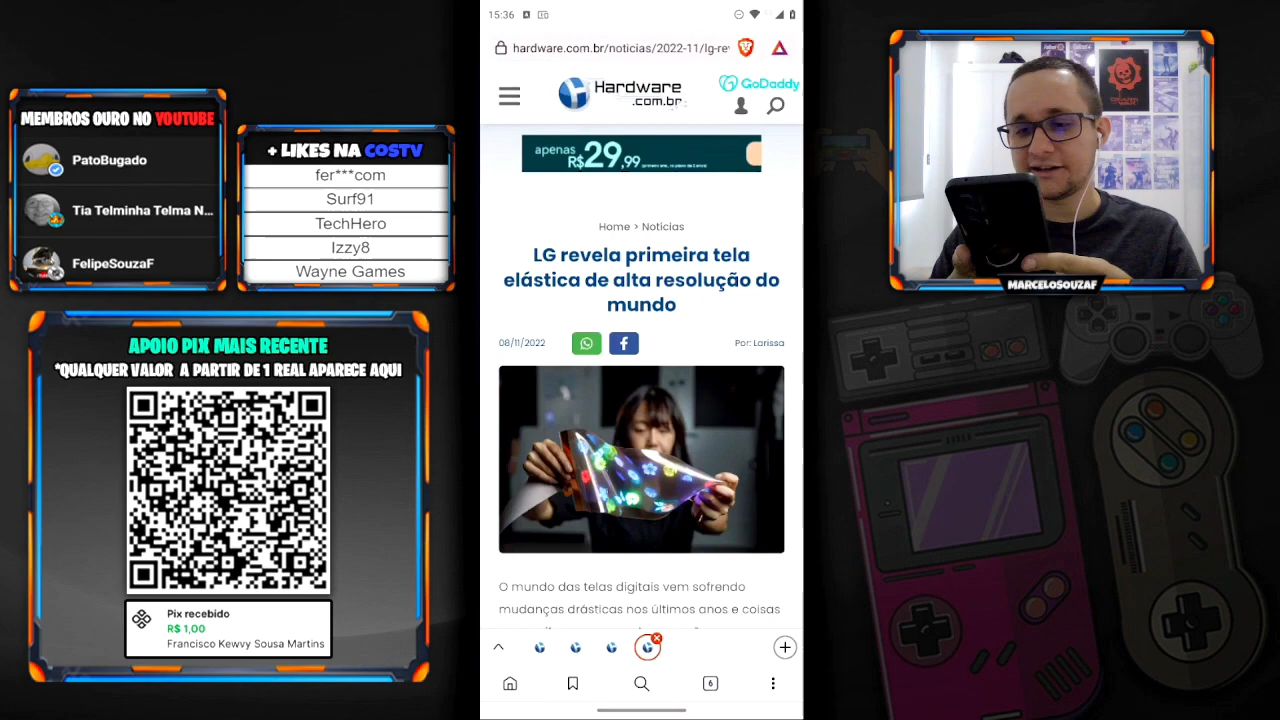 MEMBROS OURO NO YOUTUBE
PatoBugado
Tia Telminha Telma N...
FelipeSouzaF
+ LIKES NA COSTV
fer***com
Surf91
TechHero
Izzy8
Wayne Games
APOIO PIX MAIS RECENTE
*QUALQUER VALOR A PARTIR DE 1 REAL APARECE AQUI
Pix recebido
R$ 1,00
Francisco Kewvy Sousa Martins
15:36
hardware.com.br/noticias/2022-11/lg-re
Hardware
.com.br
GoDaddy
apenas
R$29,99
Home > Notícias
LG revela primeira tela
elástica de alta resolução do
mundo
08/11/2022
Por: Larissa
O mundo das telas digitais vem sofrendo
mudanças drásticas nos últimos anos e coisas
6
MARCELOSOUZAF